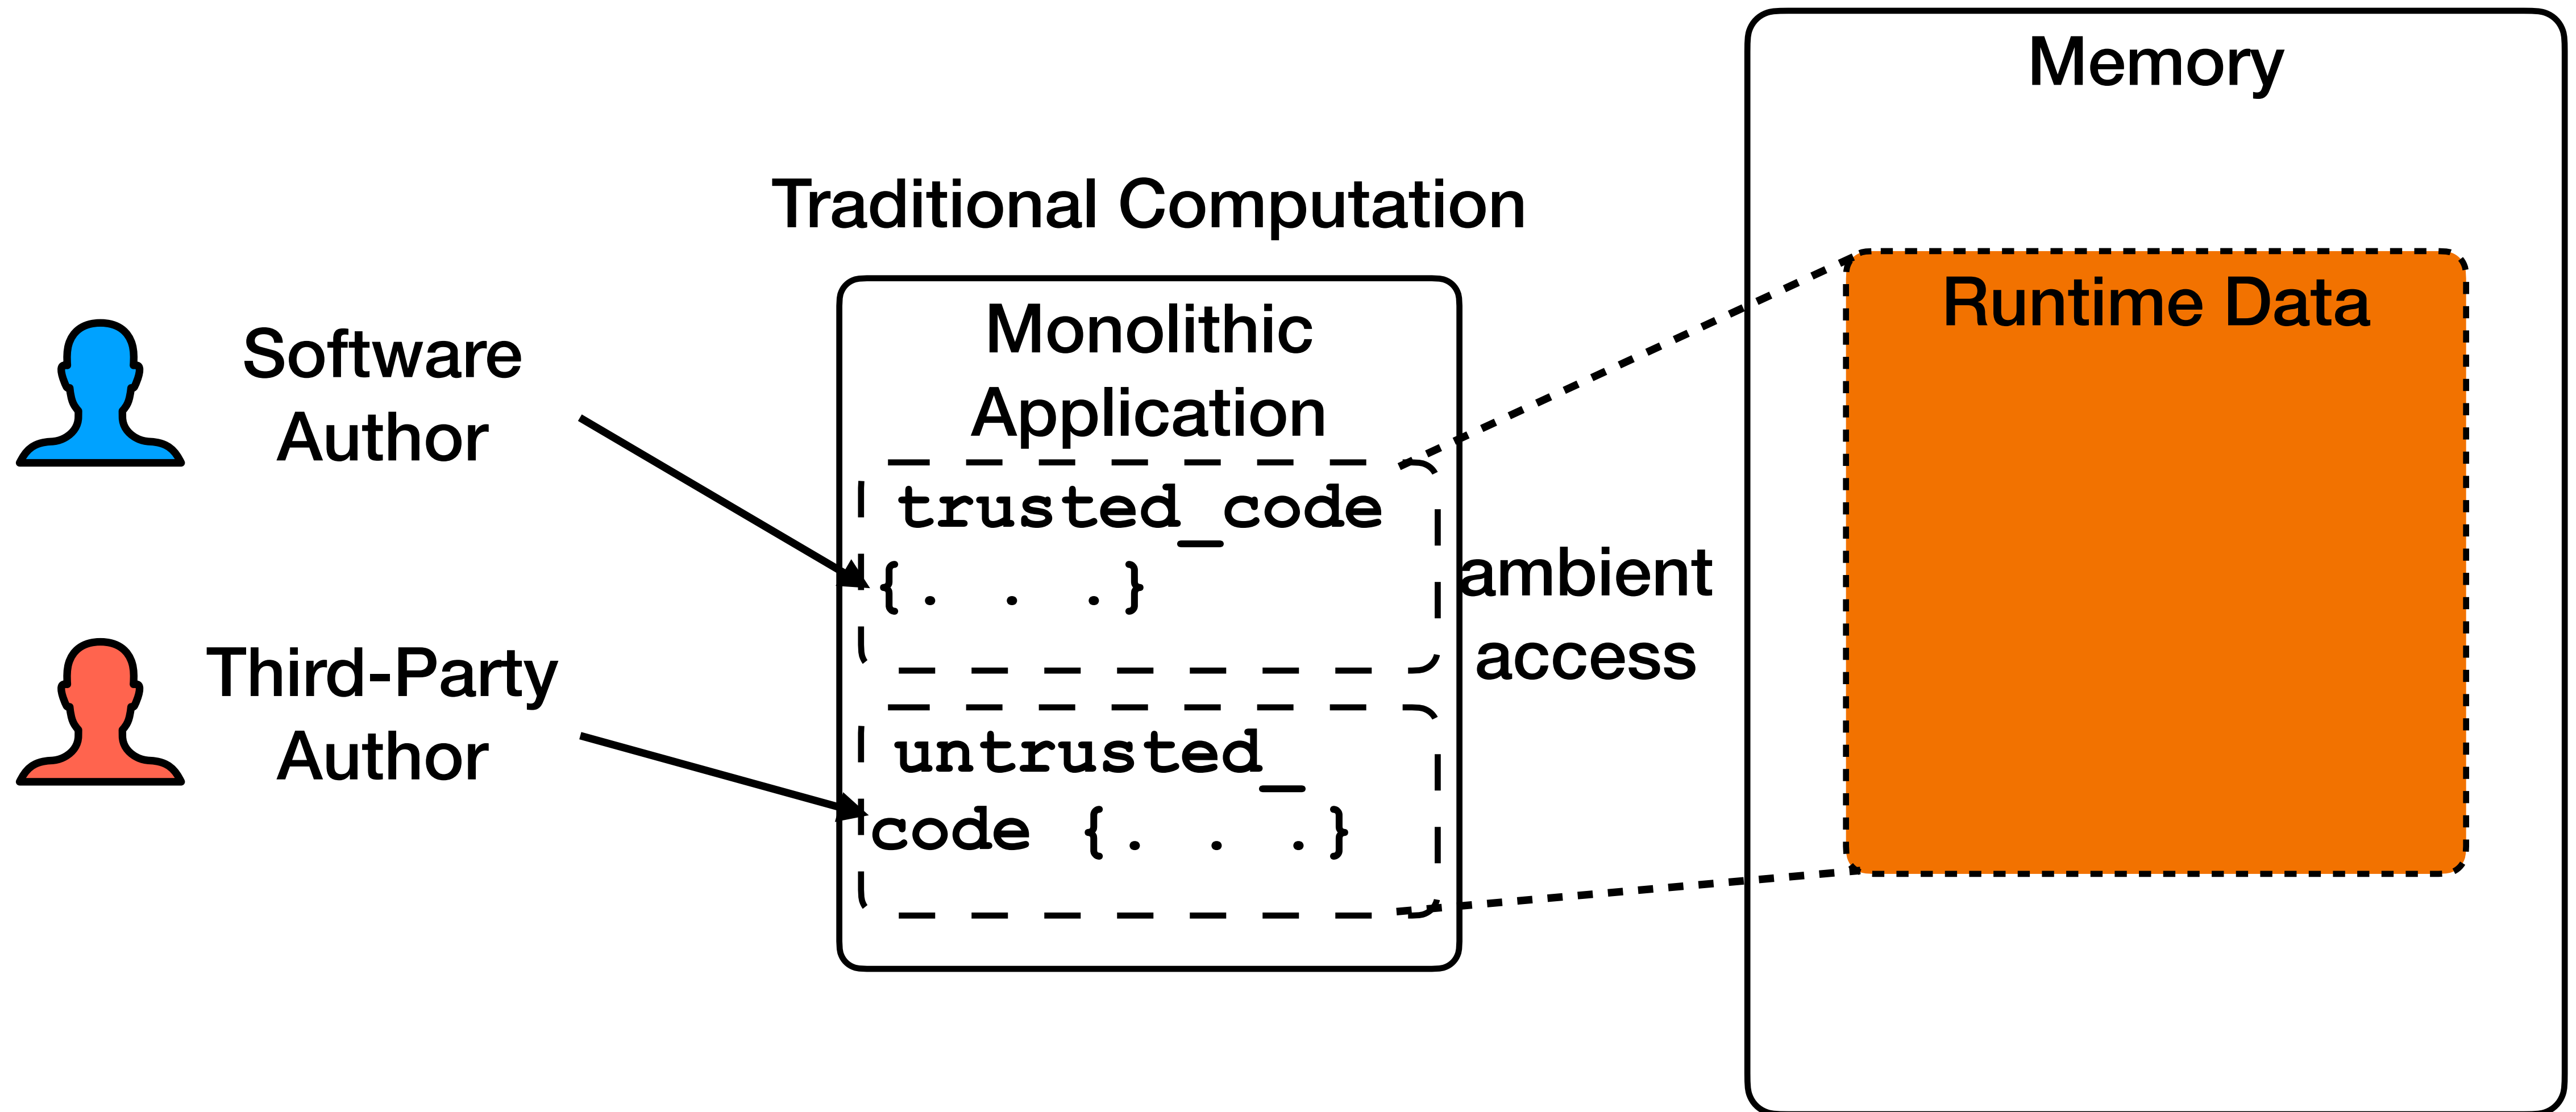 Memory
Traditional Computation
Runtime Data
Monolithic
Application
Software
Author
trusted_code
{. . .}
ambient
access
Third-Party
Author
untrusted_
code {. . .}